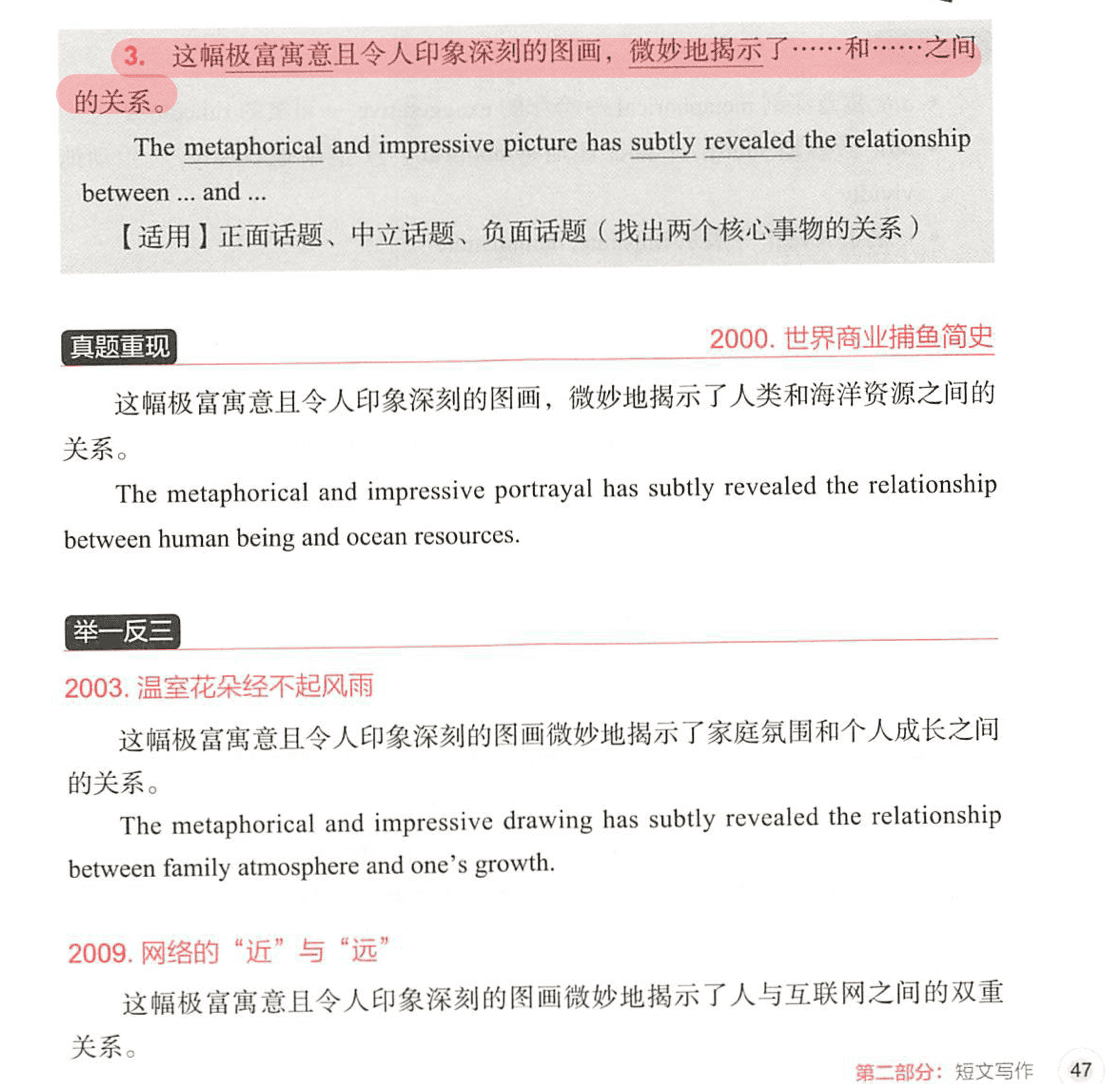 3. 这幅极富寓意且令人印象深刻的图画，微妙地揭示了……和……之间
的关系。
The metaphorical and impressive picture has subtly revealed the relationship
between ... and ...
【适用】正面话题、中立话题、负面话题（找出两个核心事物的关系）
真题重现 2000. 世界商业捕鱼简史
这幅极富寓意且令人印象深刻的图画，微妙地揭示了人类和海洋资源之间的
关系。
The metaphorical and impressive portrayal has subtly revealed the relationship
between human being and ocean resources.
举一反三
2003. 温室花朵经不起风雨
这幅极富寓意且令人印象深刻的图画微妙地揭示了家庭氛围和个人成长之间
的关系。
The metaphorical and impressive drawing has subtly revealed the relationship
between family atmosphere and one's growth.
2009. 网络的“近”与“远”
这幅极富寓意且令人印象深刻的图画微妙地揭示了人与互联网之间的双重
关系。
第二部分：短文写作 47